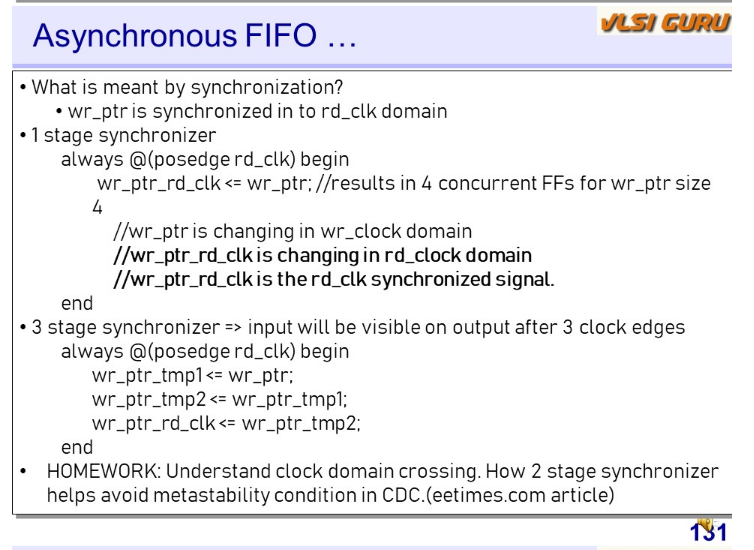 Asynchronous FIFO …
VLSI GURU
• What is meant by synchronization?
• wr_ptr is synchronized in to rd_clk domain
• 1 stage synchronizer
always @(posedge rd_clk) begin
wr_ptr_rd_clk <= wr_ptr; //results in 4 concurrent FFs for wr_ptr size
4
//wr_ptr is changing in wr_clock domain
//wr_ptr_rd_clk is changing in rd_clock domain
//wr_ptr_rd_clk is the rd_clk synchronized signal.
end
• 3 stage synchronizer => input will be visible on output after 3 clock edges
always @(posedge rd_clk) begin
wr_ptr_tmp1 <= wr_ptr;
wr_ptr_tmp2 <= wr_ptr_tmp1;
wr_ptr_rd_clk <= wr_ptr_tmp2;
end
• HOMEWORK: Understand clock domain crossing. How 2 stage synchronizer
helps avoid metastability condition in CDC.(eetimes.com article)
131